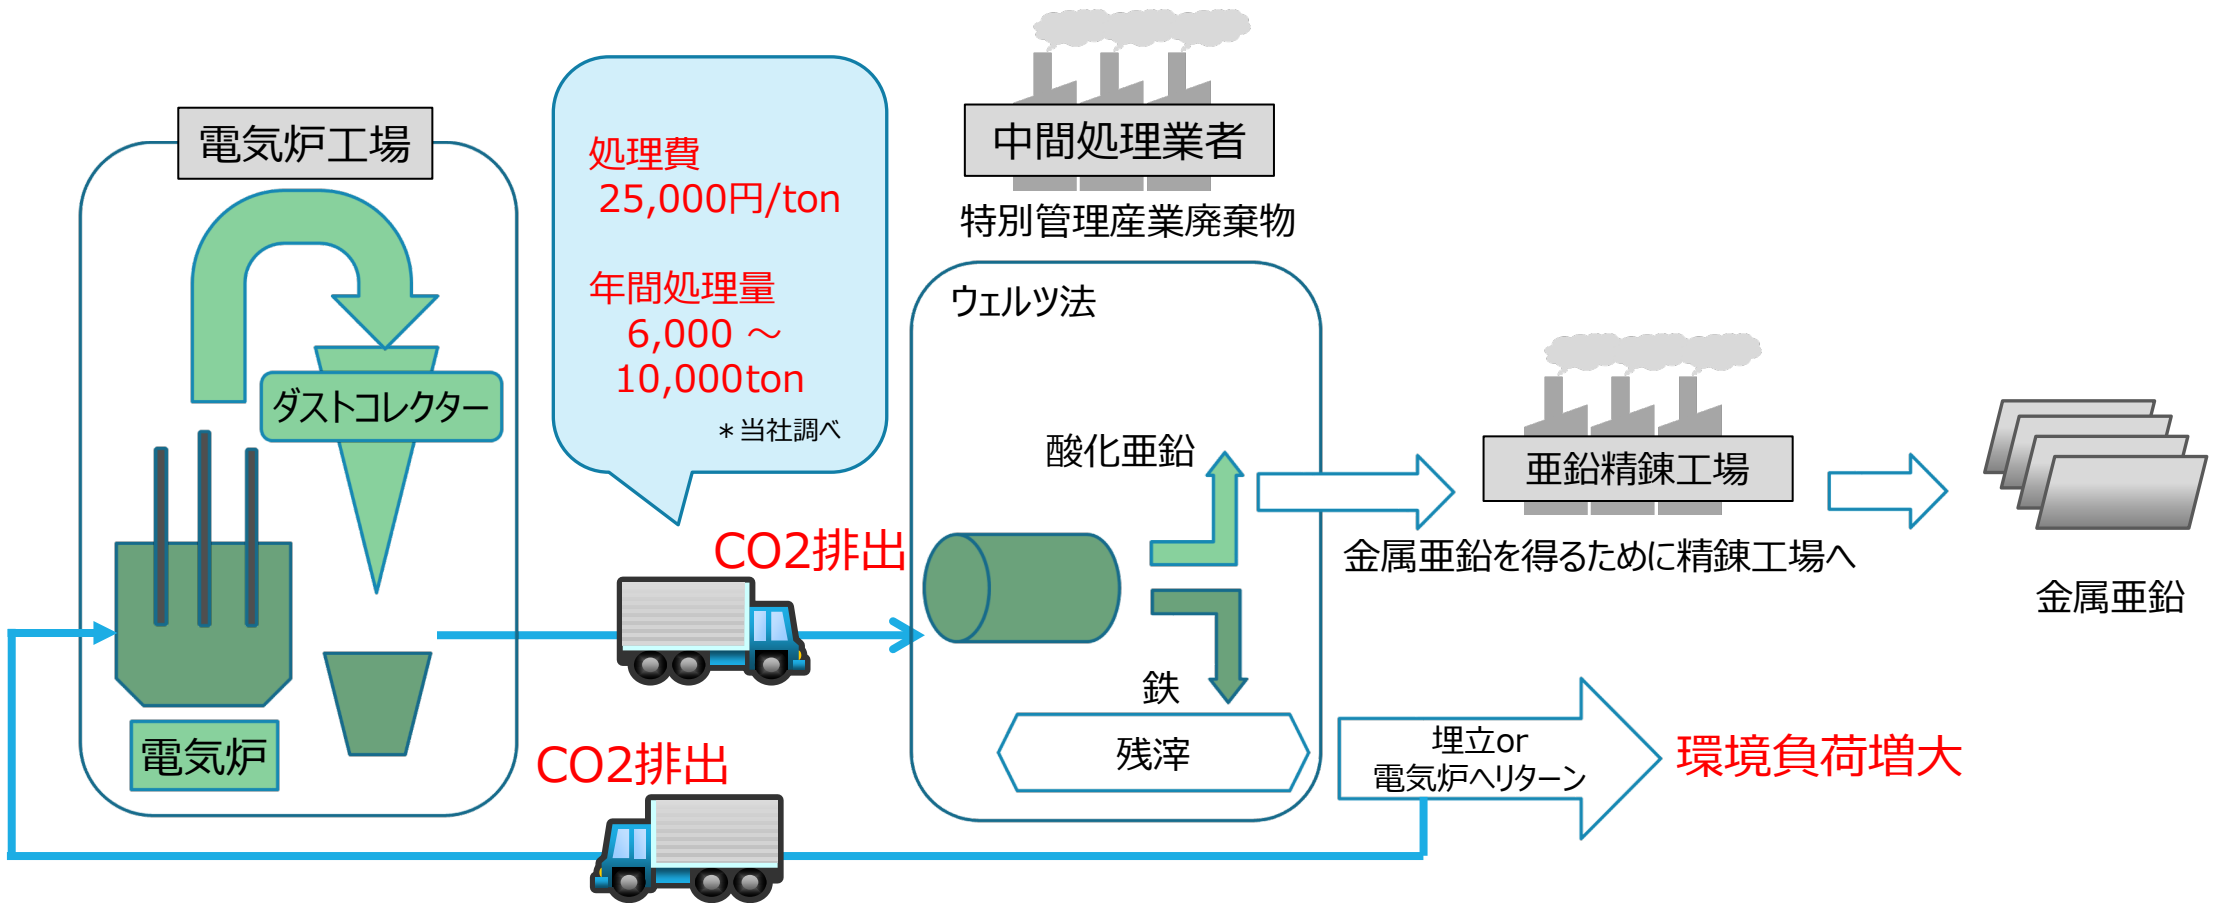 電気炉工場
ダストコレクター
電気炉
処理費
25,000円/ton
年間処理量
6,000 ～
10,000ton
＊当社調べ
CO2排出
CO2排出
中間処理業者
特別管理産業廃棄物
ウェルツ法
酸化亜鉛
鉄
残滓
亜鉛精錬工場
金属亜鉛を得るために精錬工場へ
金属亜鉛
埋立or
電気炉へリターン
環境負荷増大